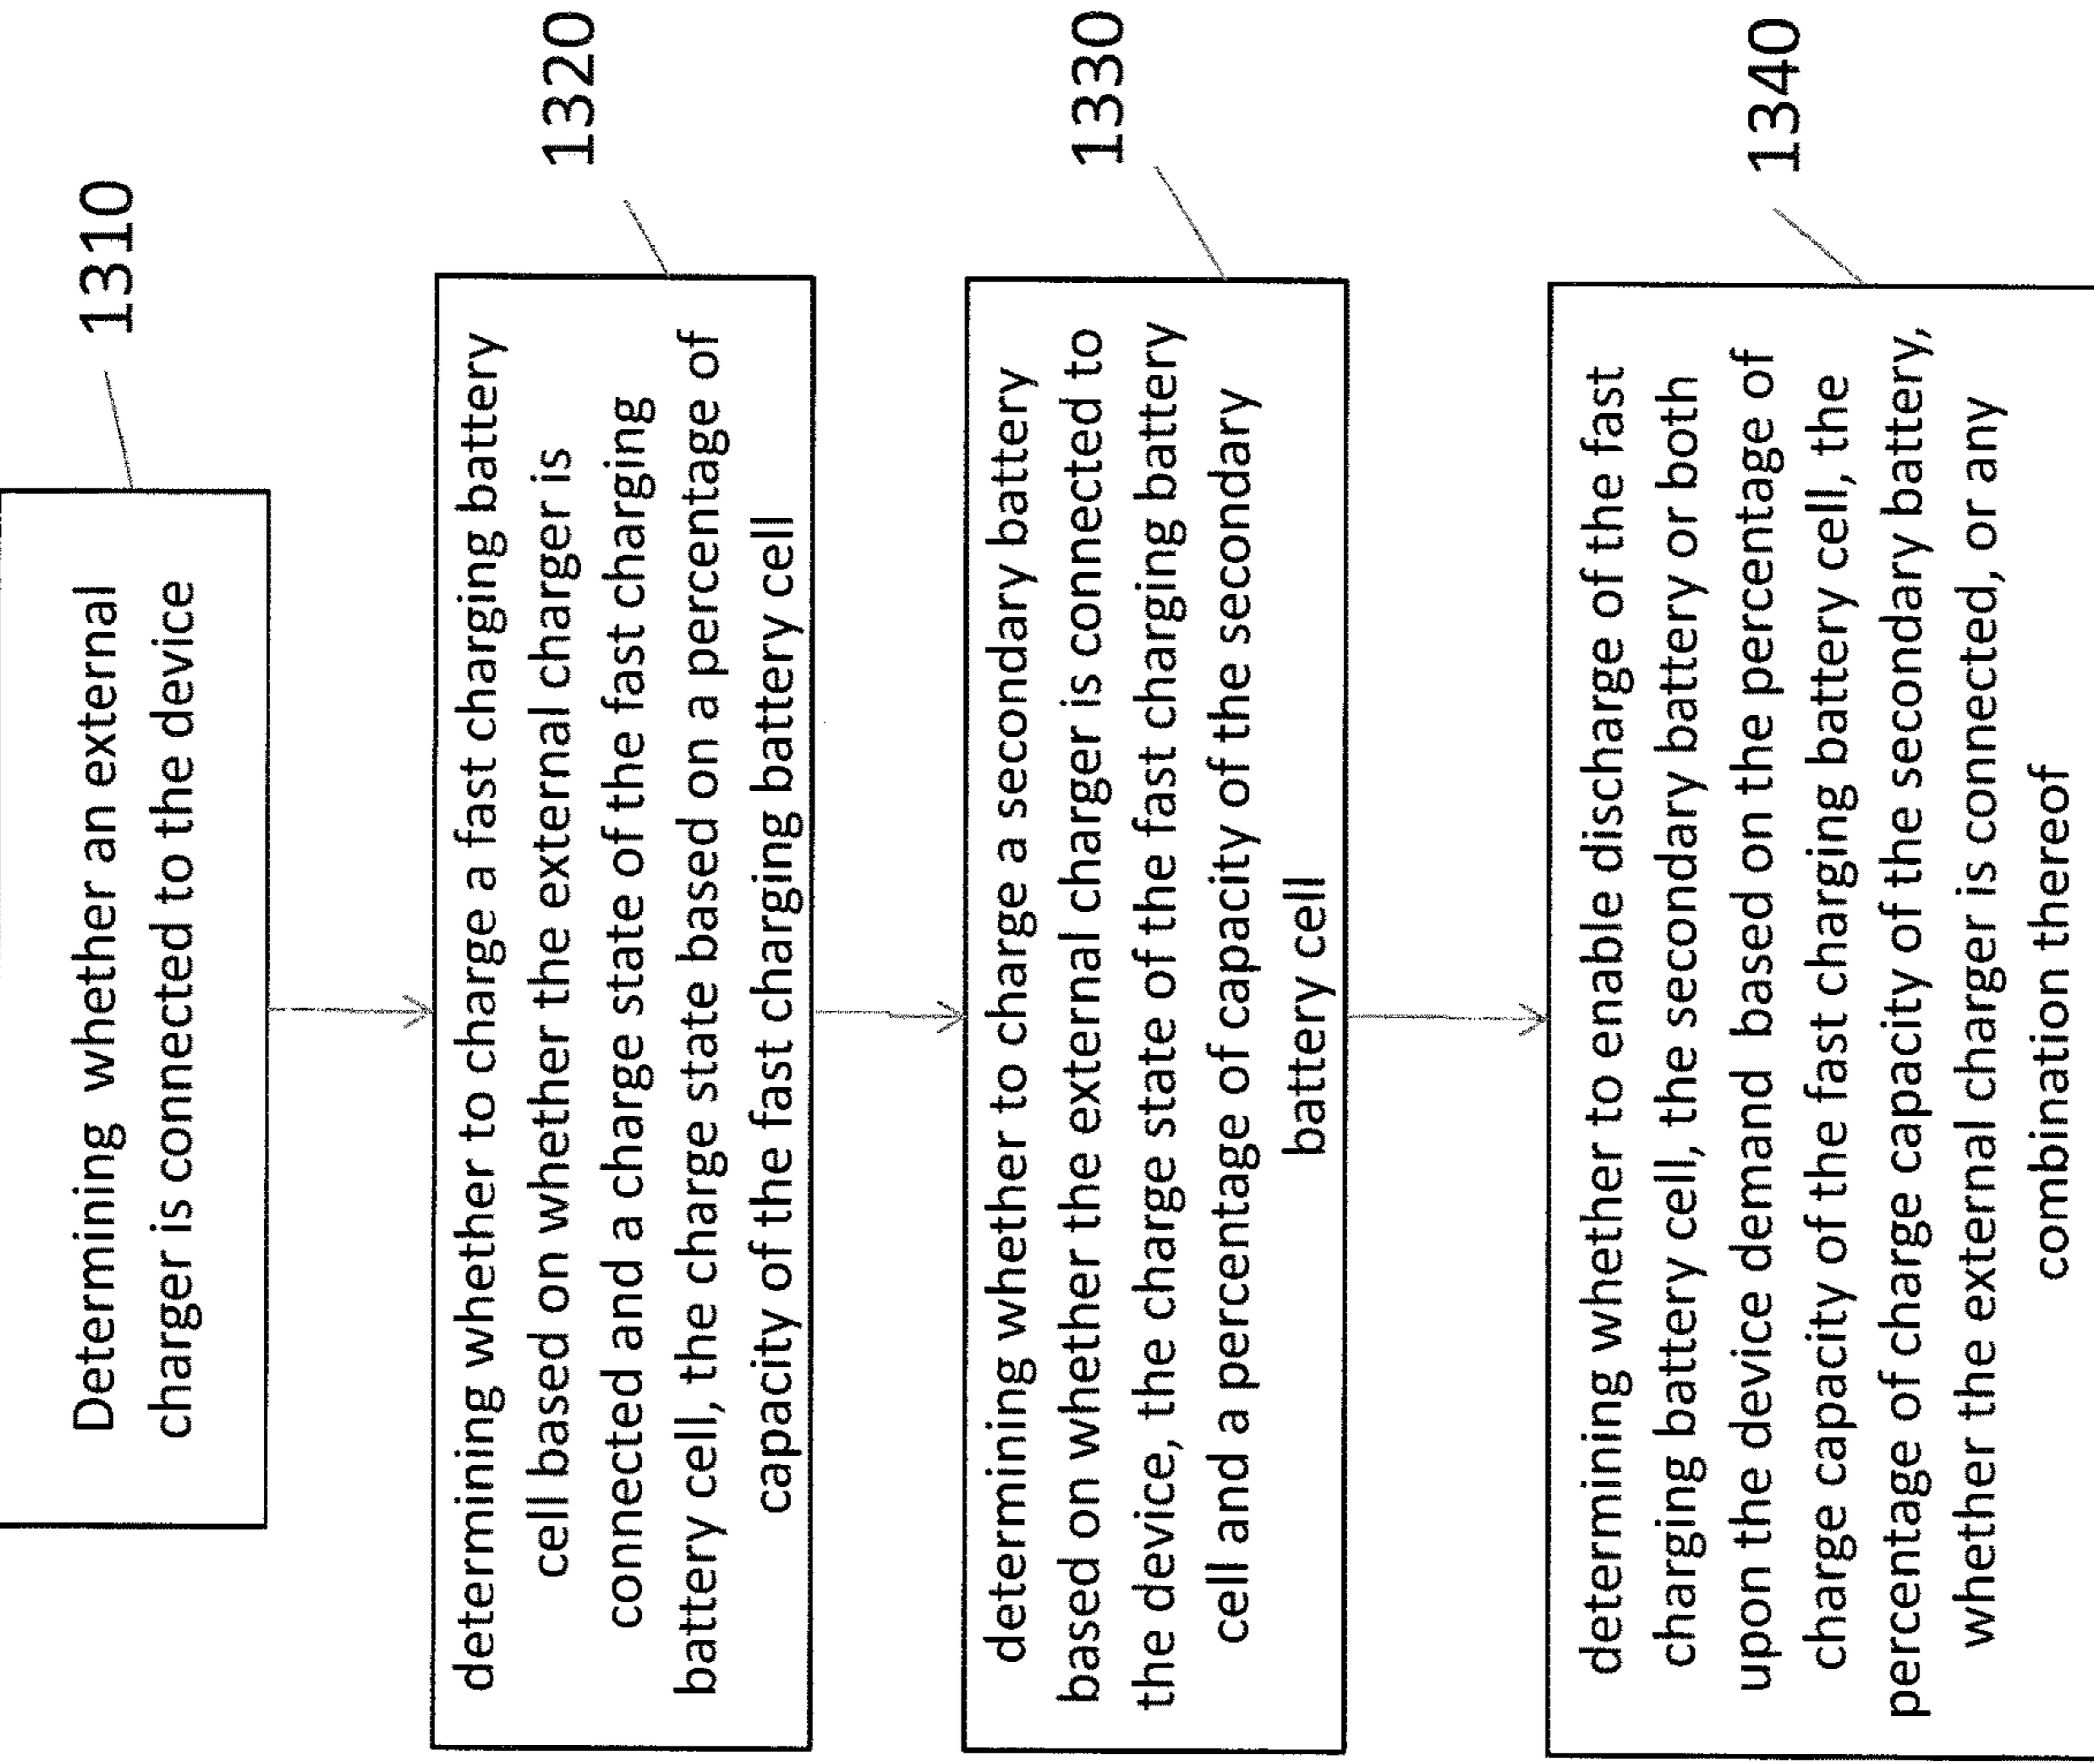 Determining whether an external
charger is connected to the device
1310
determining whether to charge a fast charging battery
cell based on whether the external charger is
connected and a charge state of the fast charging
battery cell, the charge state based on a percentage of
capacity of the fast charging battery cell
1320
determining whether to charge a secondary battery
based on whether the external charger is connected to
the device, the charge state of the fast charging battery
cell and a percentage of capacity of the secondary
battery cell
1330
determining whether to enable discharge of the fast
charging battery cell, the secondary battery or both
upon the device demand based on the percentage of
charge capacity of the fast charging battery cell, the
percentage of charge capacity of the secondary battery,
whether the external charger is connected, or any
combination thereof
1340